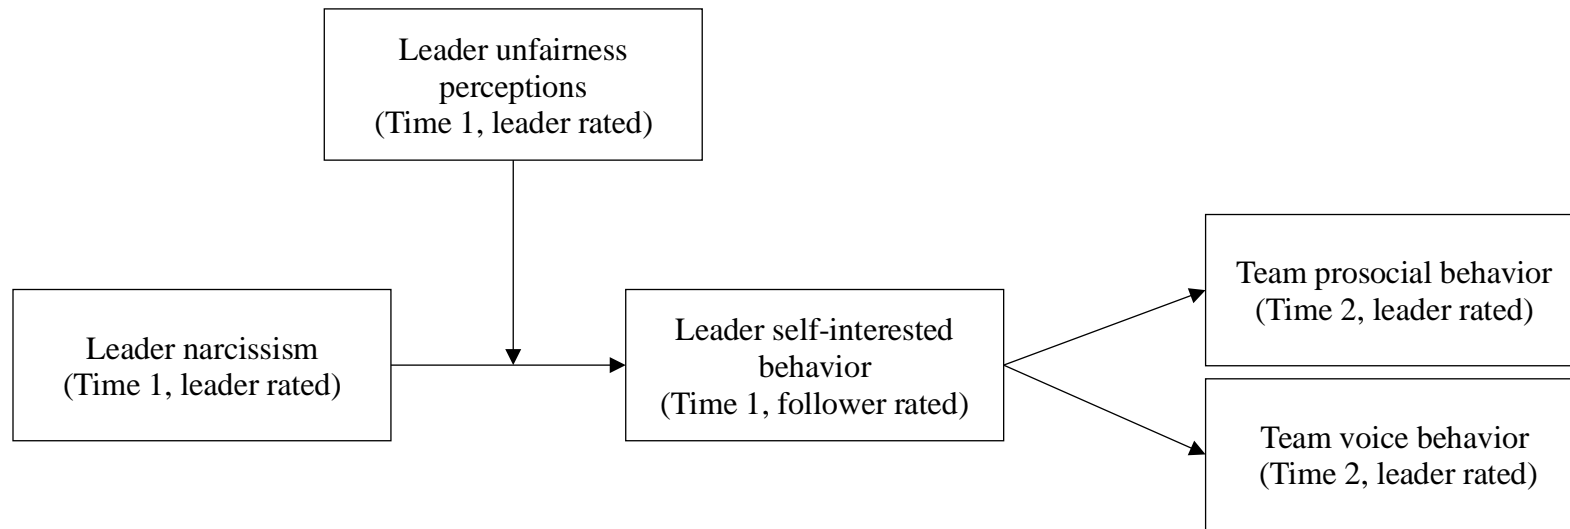 Leader unfairness
perceptions
(Time 1, leader rated)
Leader narcissism
(Time 1, leader rated)
Leader self-interested
behavior
(Time 1, follower rated)
Team prosocial behavior
(Time 2, leader rated)
Team voice behavior
(Time 2, leader rated)